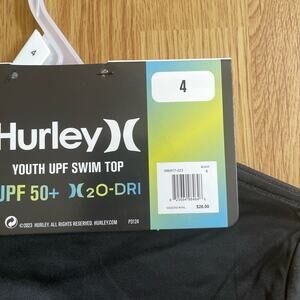 4
4
Hurley
YOUTH UPF SWIM TOP
UPF 50+ H2O-DRI
$26.00
©2023 HURLEY. ALL RIGHTS RESERVED. HURLEY.COM P0124